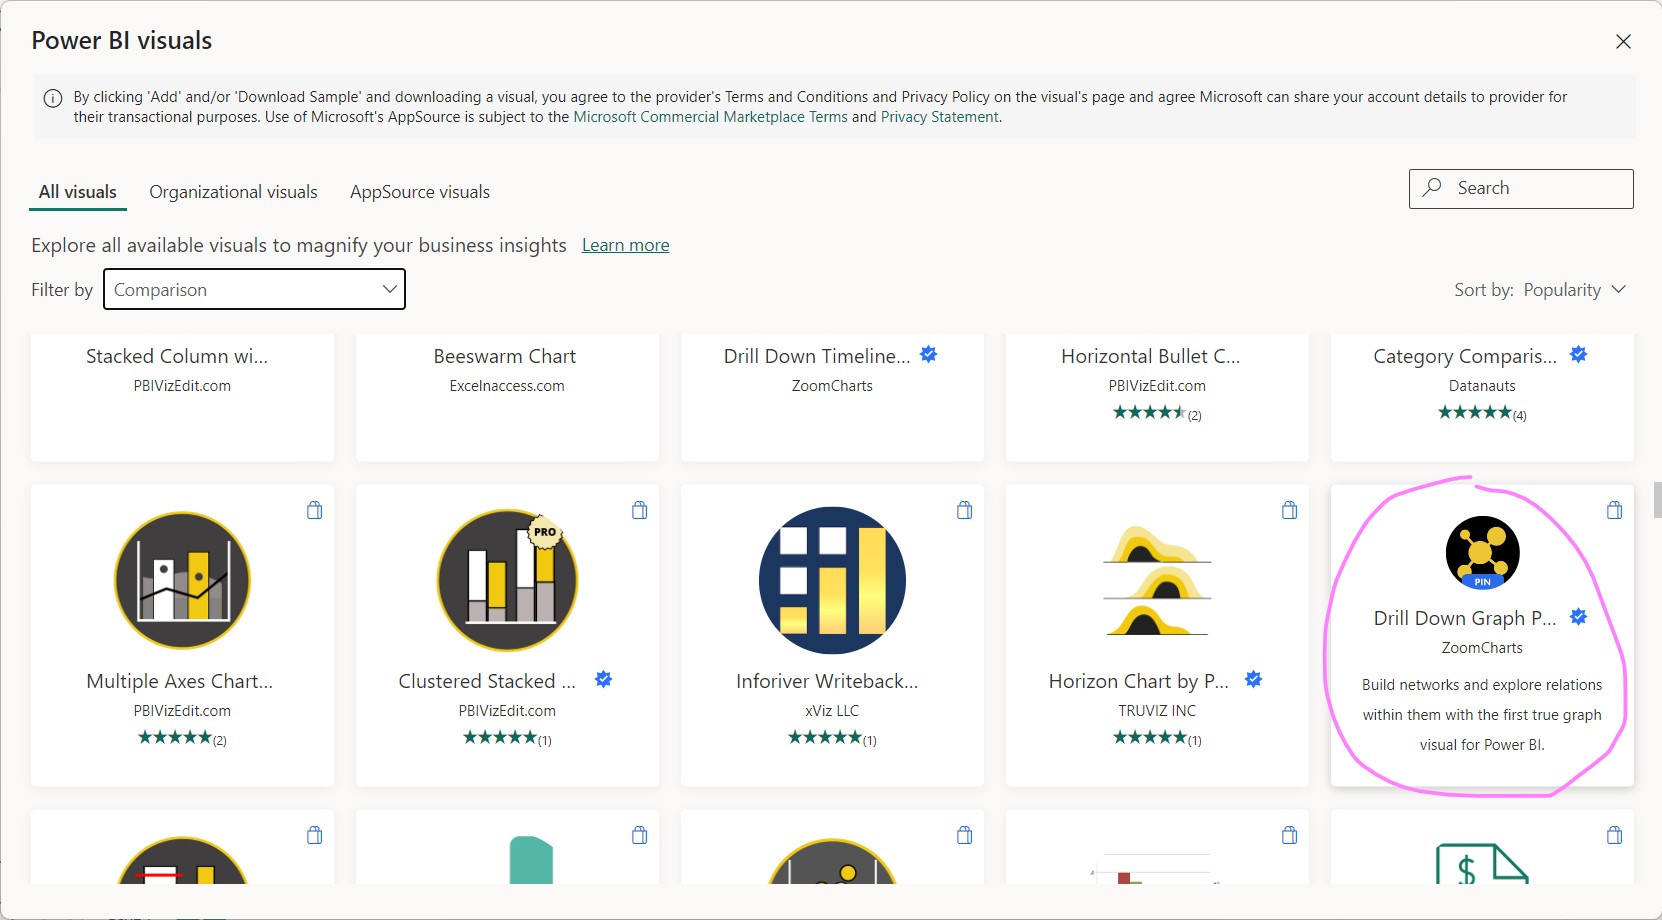 Power BI visuals
By clicking 'Add' and/or 'Download Sample' and downloading a visual, you agree to the provider's Terms and Conditions and Privacy Policy on the visual's page and agree Microsoft can share your account details to provider for
their transactional purposes. Use of Microsoft's AppSource is subject to the Microsoft Commercial Marketplace Terms and Privacy Statement.
All visuals Organizational visuals AppSource visuals
Search
Explore all available visuals to magnify your business insights Learn more
Filter by Comparison
Sort by: Popularity
Stacked Column wi...
PBIVizEdit.com
Beeswarm Chart
Excelnaccess.com
Drill Down Timeline...
ZoomCharts
Horizontal Bullet C...
PBIVizEdit.com
(2)
Category Comparis...
Datanauts
(4)
Multiple Axes Chart...
PBIVizEdit.com
(2)
PRO
Clustered Stacked ...
PBIVizEdit.com
(1)
Inforiver Writeback...
xViz LLC
(1)
Horizon Chart by P...
TRUVIZ INC
(1)
PIN
Drill Down Graph P...
ZoomCharts
Build networks and explore relations
within them with the first true graph
visual for Power BI.
$